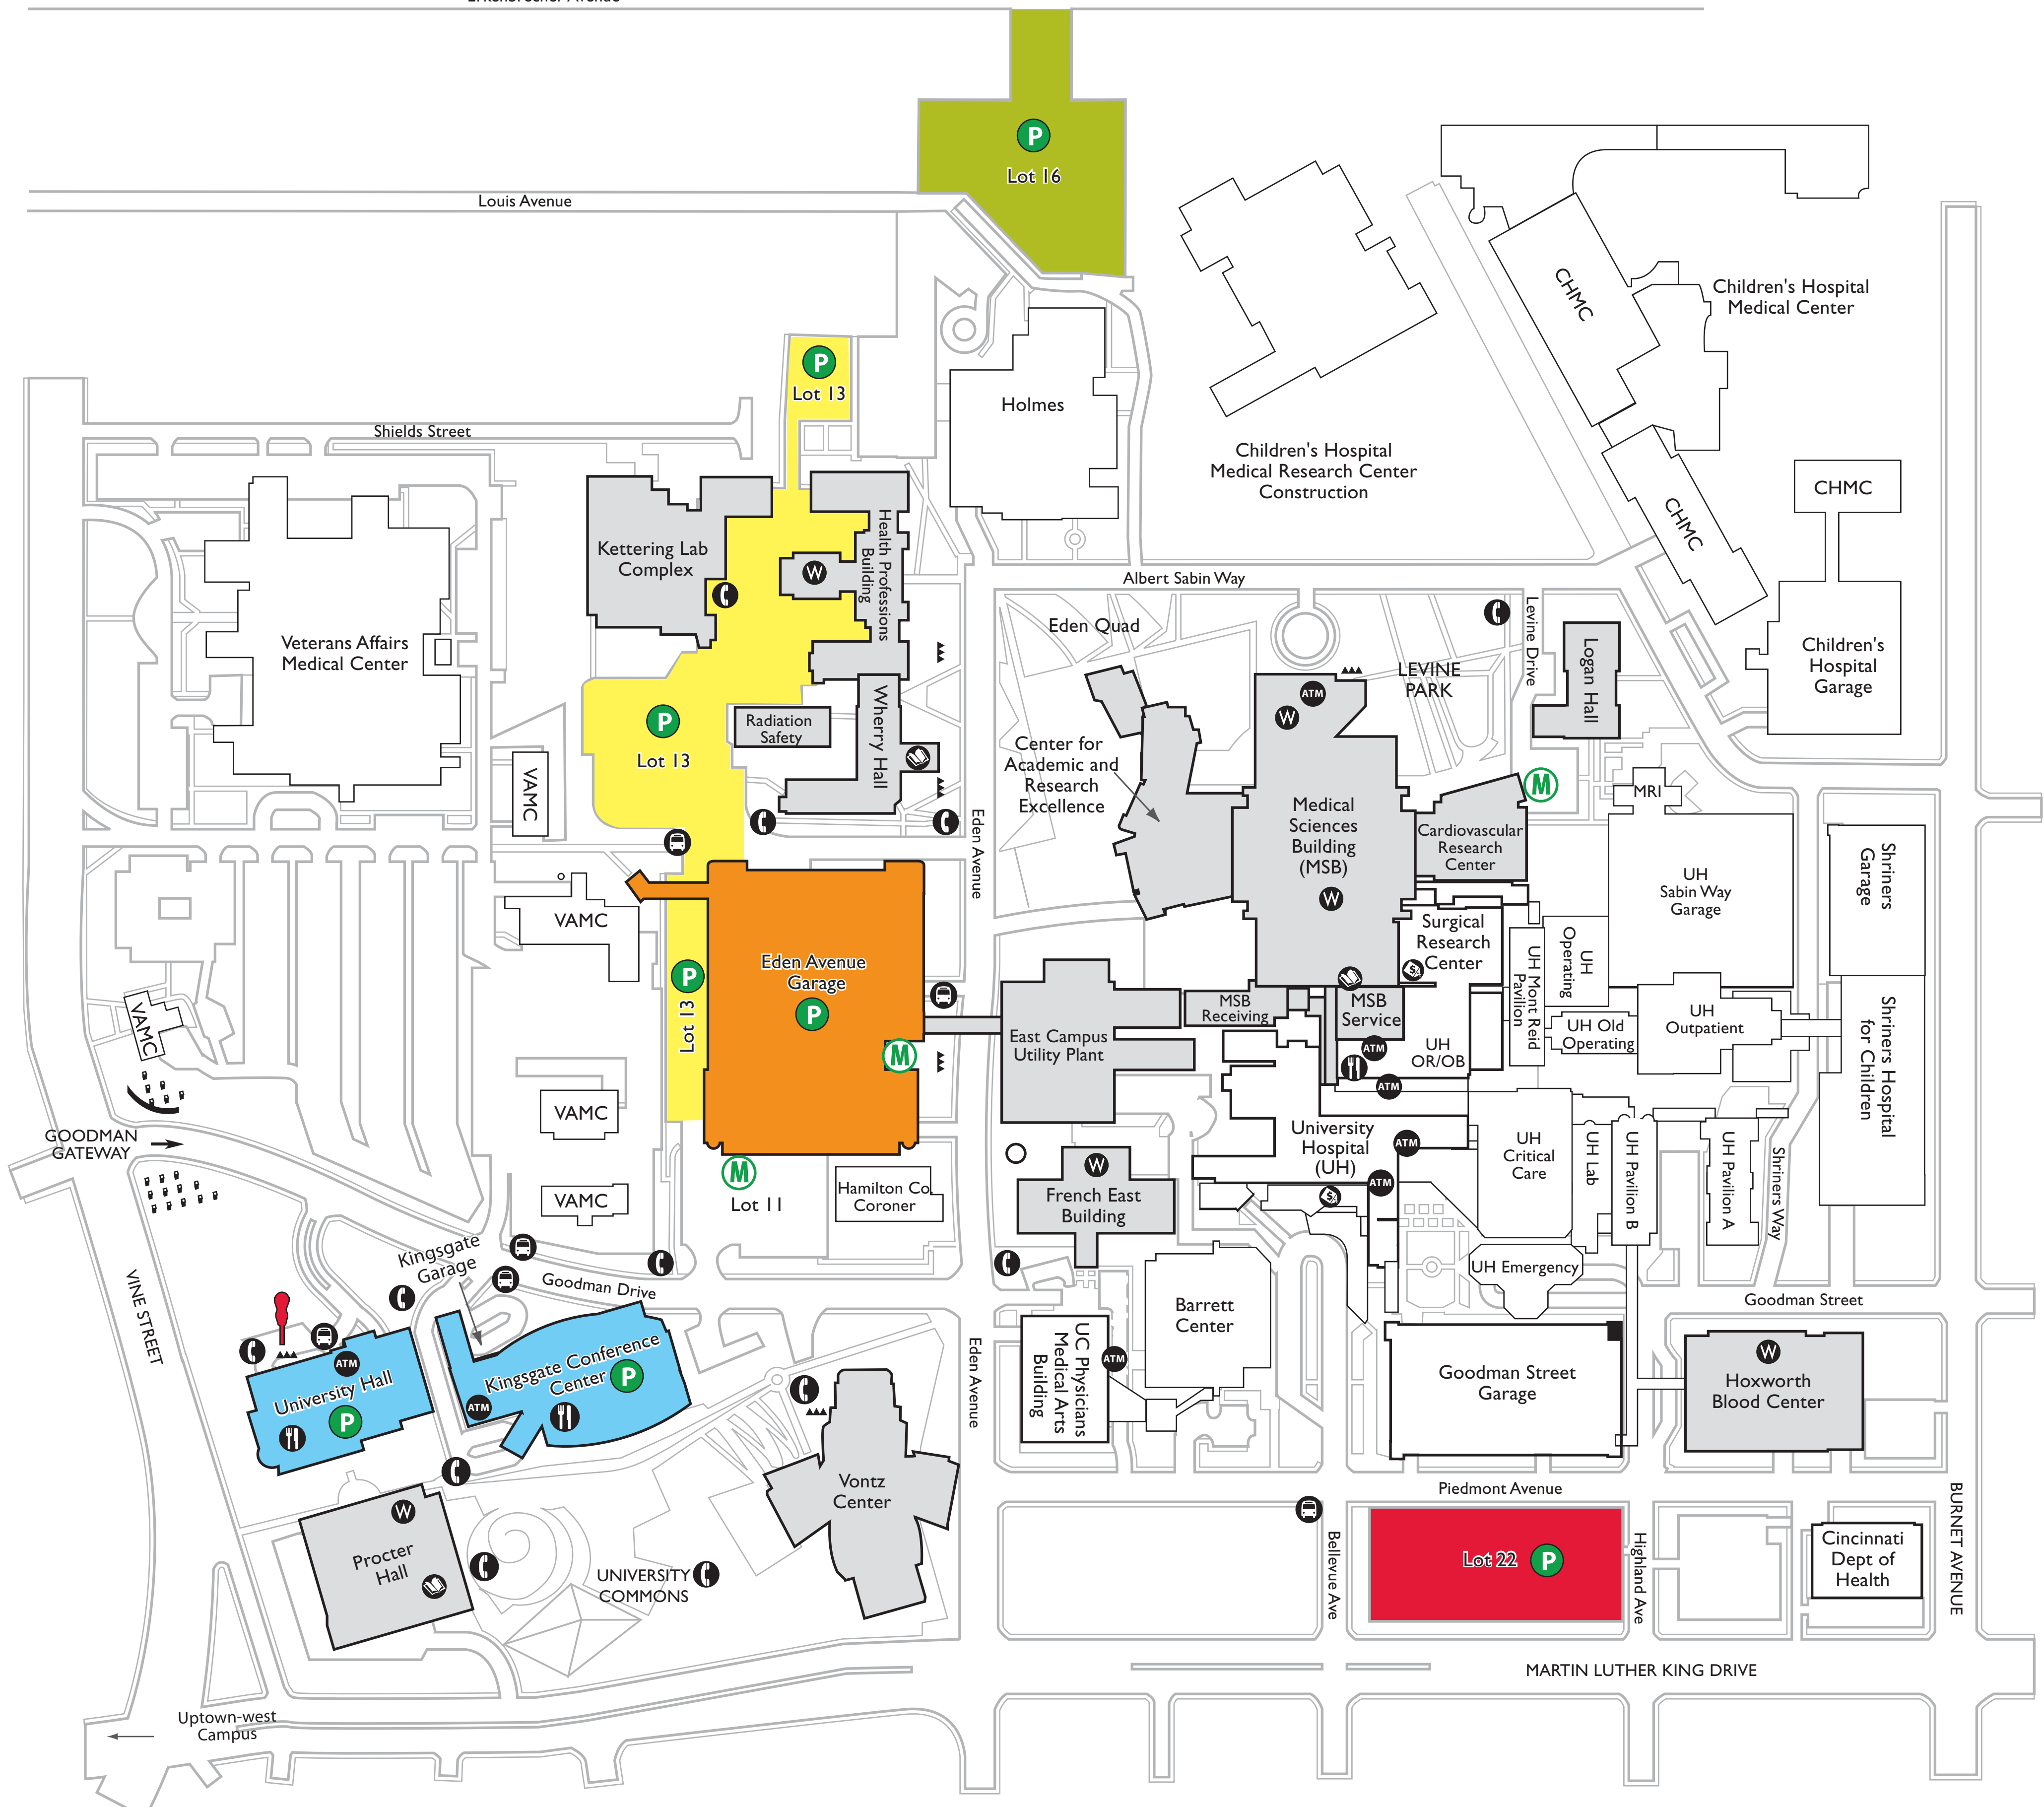 P
Lot 16
Louis Avenue
CHMC
Children's Hospital
Medical Center
P
Lot 13
Holmes
Shields Street
Children's Hospital
Medical Research Center
Construction
CHMC
CHMC
Kettering Lab
Complex
W
Health Professions
Building
Albert Sabin Way
Veterans Affairs
Medical Center
Eden Quad
Levine Drive
Logan Hall
Children's
Hospital
Garage
LEVINE
PARK
ATM
W
P
Lot 13
Radiation
Safety
Wherry Hall
Center for
Academic and
Research
Excellence
VAMC
M
MRI
Medical
Sciences
Building
(MSB)
W
Cardiovascular
Research
Center
Eden Avenue
Shriners
Garage
UH
Sabin Way
Garage
VAMC
Surgical
Research
Center
$
UH
Operating
UH Mont Reid
Pavilion
Eden Avenue
Garage
P
P
Lot 13
VAMC
MSB
Receiving
MSB
Service
UH Old
Operating
UH
Outpatient
Shriners Hospital
for Children
East Campus
Utility Plant
M
ATM
UH
OR/OB
ATM
VAMC
GOODMAN
GATEWAY
University
Hospital
(UH)
ATM
ATM
$
UH
Critical
Care
UH Lab
UH Pavilion B
UH Pavilion A
Shriners Way
M
Lot 11
Hamilton Co.
Coroner
W
French East
Building
VAMC
Kingsgate
Garage
Goodman Drive
UH Emergency
Goodman Street
VINE STREET
Barrett
Center
UC Physicians
Medical Arts
Building
ATM
Eden Avenue
ATM
University Hall
P
Kingsgate Conference
Center
P
ATM
Goodman Street
Garage
W
Hoxworth
Blood Center
Vontz
Center
Piedmont Avenue
W
Procter
Hall
UNIVERSITY
COMMONS
Bellevue Ave
Lot 22
P
Highland Ave
Cincinnati
Dept of
Health
BURNET AVENUE
MARTIN LUTHER KING DRIVE
Uptown-west
Campus